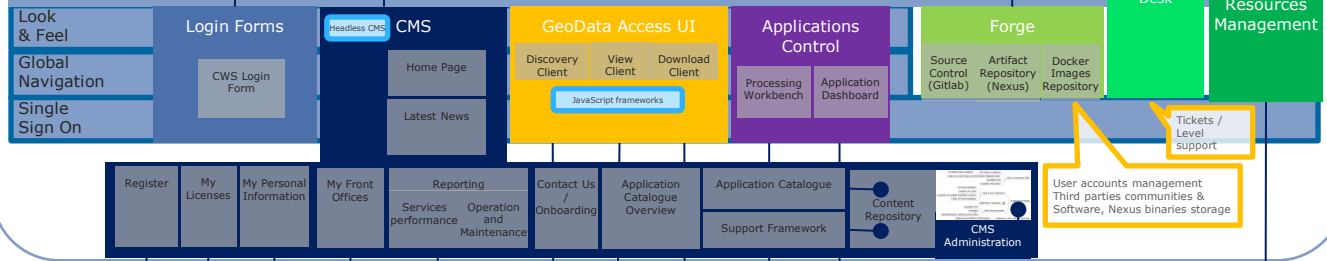 Look
& Feel
Global
Navigation
Single
Sign On
Login Forms
CWS Login
Form
Headless CMS
CMS
Home Page
Latest News
GeoData Access UI
Discovery
Client
View
Client
Download
Client
JavaScript frameworks
Applications
Control
Processing
Workbench
Application
Dashboard
Forge
Source
Control
(Gitlab)
Artifact
Repository
(Nexus)
Docker
Images
Repository
Desk
Resources
Management
Tickets /
Level
support
User accounts management
Third parties communities &
Software, Nexus binaries storage
Register
My
Licenses
My Personal
Information
My Front
Offices
Reporting
Services
performance
Operation
and
Maintenance
Contact Us
/
Onboarding
Application
Catalogue
Overview
Application Catalogue
Support Framework
Content
Repository
CMS
Administration